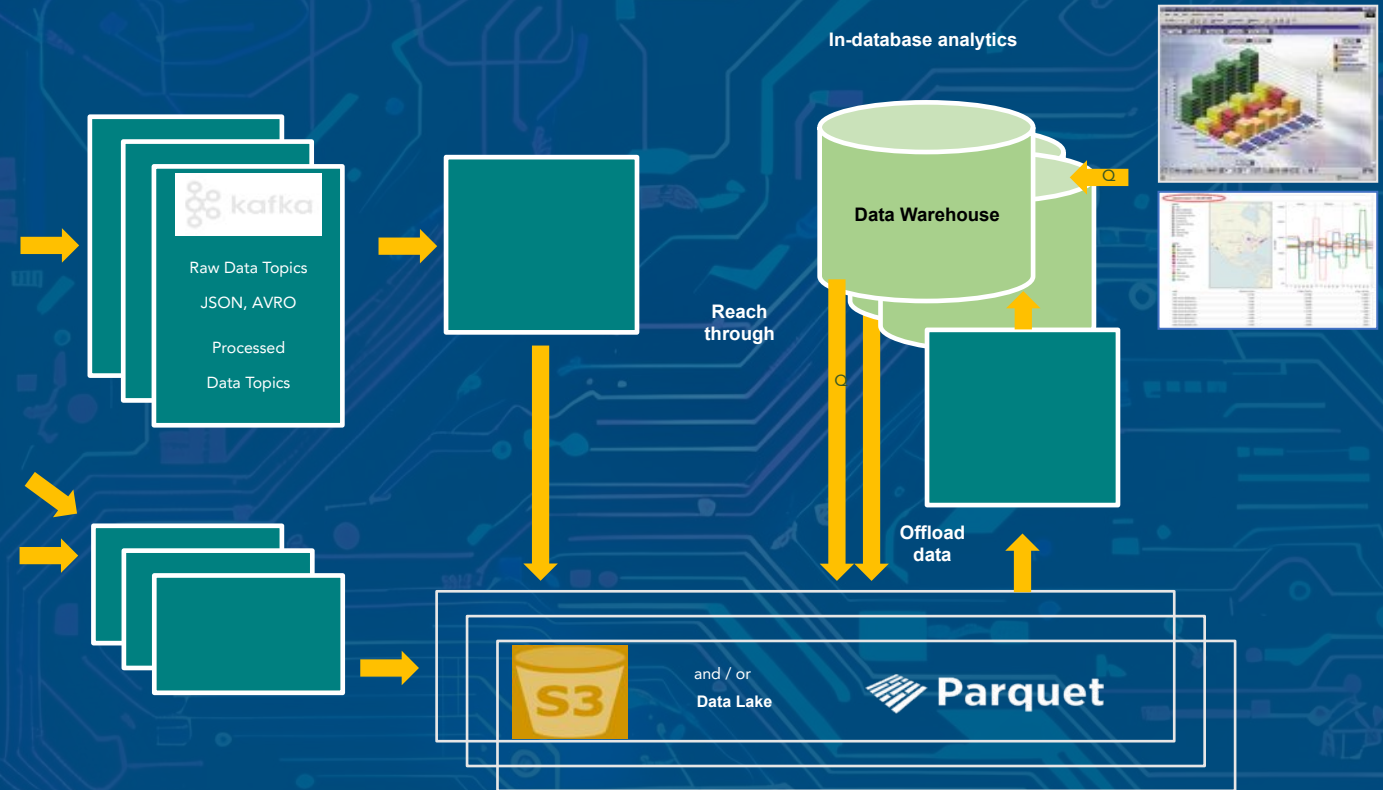 In-database analytics
kafka
Raw Data Topics
JSON, AVRO
Processed
Data Topics
Data Warehouse
Q
Reach
through
Q
Offload
data
S3
and / or
Data Lake
Parquet